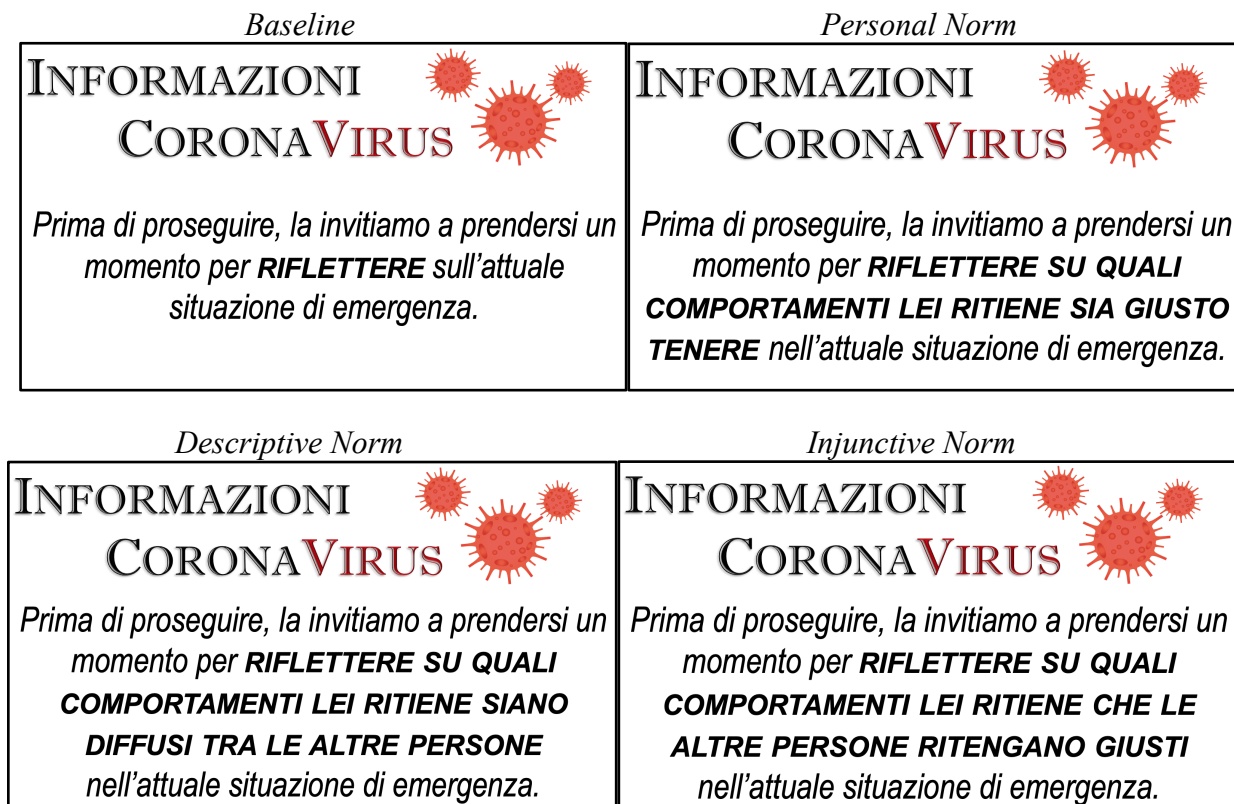 Baseline
INFORMAZIONI
CORONAVIRUS
Prima di proseguire, la invitiamo a prendersi un
momento per RIFLETTERE sull'attuale
situazione di emergenza.
Personal Norm
INFORMAZIONI
CORONAVIRUS
Prima di proseguire, la invitiamo a prendersi un
momento per RIFLETTERE SU QUALI
COMPORTAMENTI LEI RITIENE SIA GIUSTO
TENERE nell'attuale situazione di emergenza.
Descriptive Norm
INFORMAZIONI
CORONAVIRUS
Prima di proseguire, la invitiamo a prendersi un
momento per RIFLETTERE SU QUALI
COMPORTAMENTI LEI RITIENE SIANO
DIFFUSI TRA LE ALTRE PERSONE
nell'attuale situazione di emergenza.
Injunctive Norm
INFORMAZIONI
CORONAVIRUS
Prima di proseguire, la invitiamo a prendersi un
momento per RIFLETTERE SU QUALI
COMPORTAMENTI LEI RITIENE CHE LE
ALTRE PERSONE RITENGANO GIUSTI
nell'attuale situazione di emergenza.